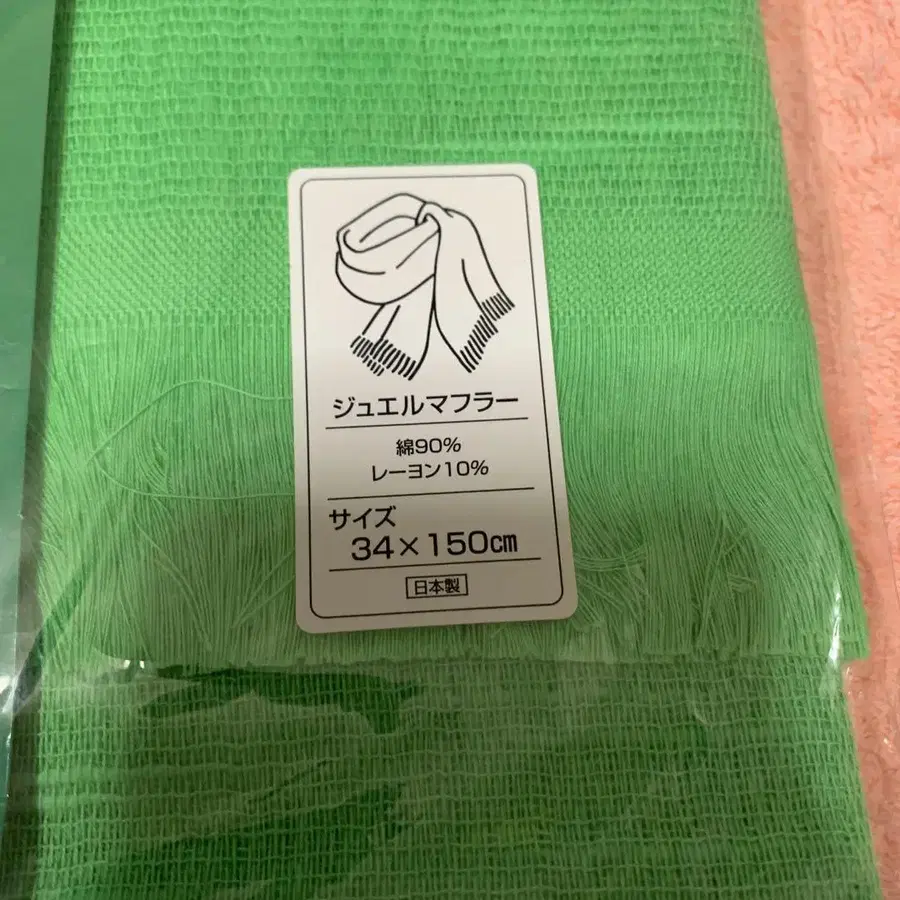 ジュエルマフラー
綿90%
レーヨン10%
サイズ
34×150cm
日本製